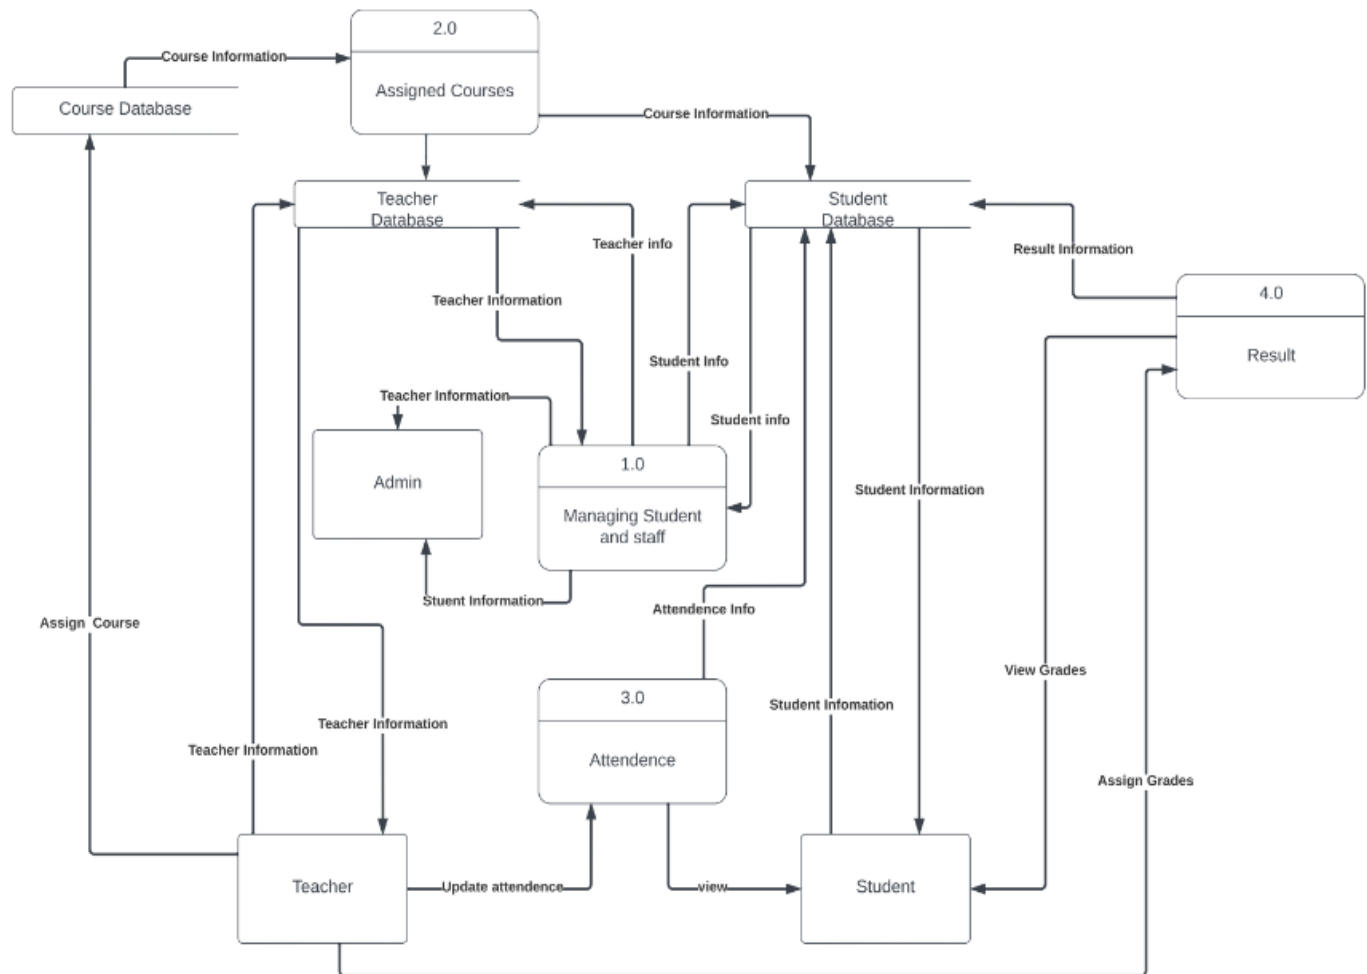 2.0
Course Information
Assigned Courses
Course Database
Course Information
Teacher
Database
Student
Database
Teacher info
Result Information
4.0
Teacher Information
Result
Student Info
Teacher Information
Student info
1.0
Admin
Student Information
Managing Student
and staff
Stuent Information
Attendence Info
Assign Course
View Grades
3.0
Student Infomation
Teacher Information
Teacher Information
Attendence
Assign Grades
Teacher
Update attendence
view
Student